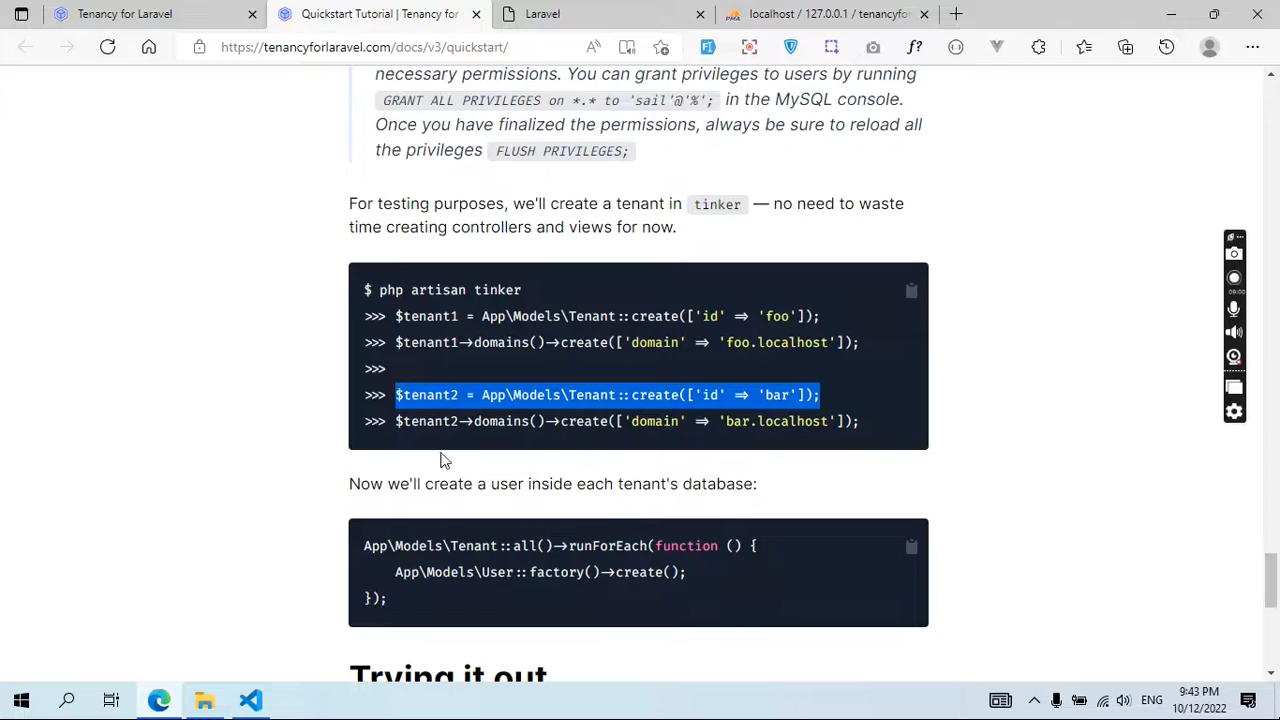 Tenancy for Laravel
Quickstart Tutorial | Tenancy for
Laravel
localhost / 127.0.0.1 / tenancyfor
https://tenancyforlaravel.com/docs/v3/quickstart/
necessary permissions. You can grant privileges to users by running
GRANT ALL PRIVILEGES on *.* to 'sail'@'%'; in the MySQL console.
Once you have finalized the permissions, always be sure to reload all
the privileges FLUSH PRIVILEGES;
For testing purposes, we'll create a tenant in tinker — no need to waste
time creating controllers and views for now.
$ php artisan tinker
>>> $tenant1 = App\Models\Tenant::create(['id' => 'foo']);
>>> $tenant1->domains()->create(['domain' => 'foo.localhost']);
>>>
>>> $tenant2 = App\Models\Tenant::create(['id' => 'bar']);
>>> $tenant2->domains()->create(['domain' => 'bar.localhost']);
Now we'll create a user inside each tenant's database:
App\Models\Tenant::all()->runForEach(function () {
App\Models\User::factory()->create();
});
Trying it out
ENG
9:43 PM
10/12/2022